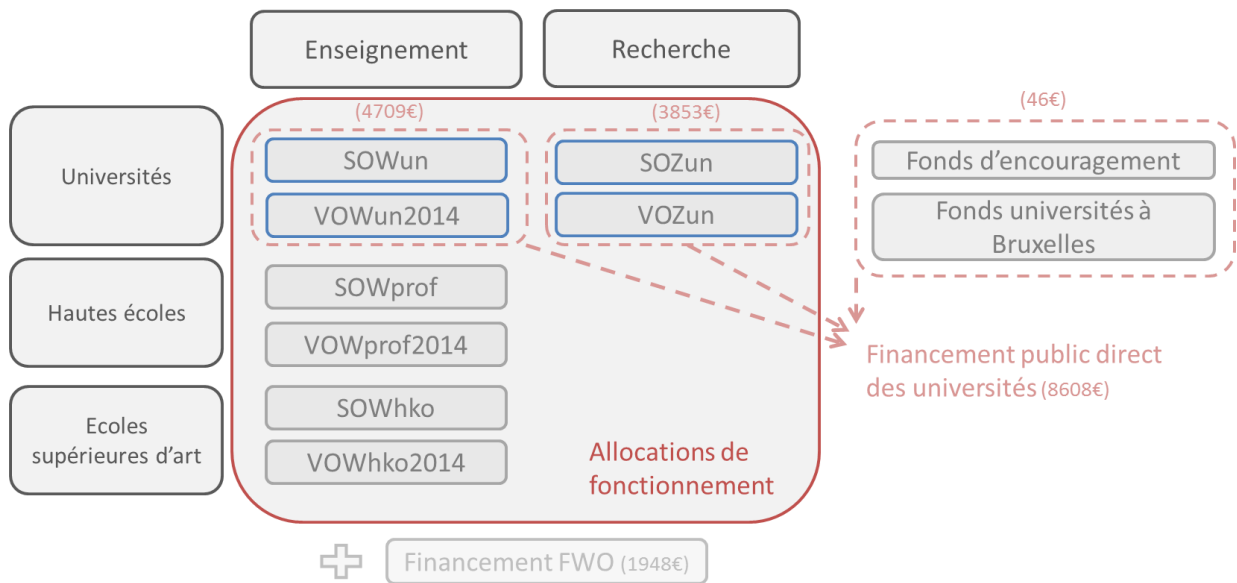 Enseignement
Recherche
(4709€)
(3853€)
(46€)
Universités
SOWun
SOZun
Fonds d'encouragement
VOWun2014
VOZun
Fonds universités à
Bruxelles
Hautes écoles
SOWprof
VOWprof2014
Financement public direct
des universités (8608€)
Ecoles
supérieures d'art
SOWhko
VOWhko2014
Allocations de
fonctionnement
Financement FWO (1948€)